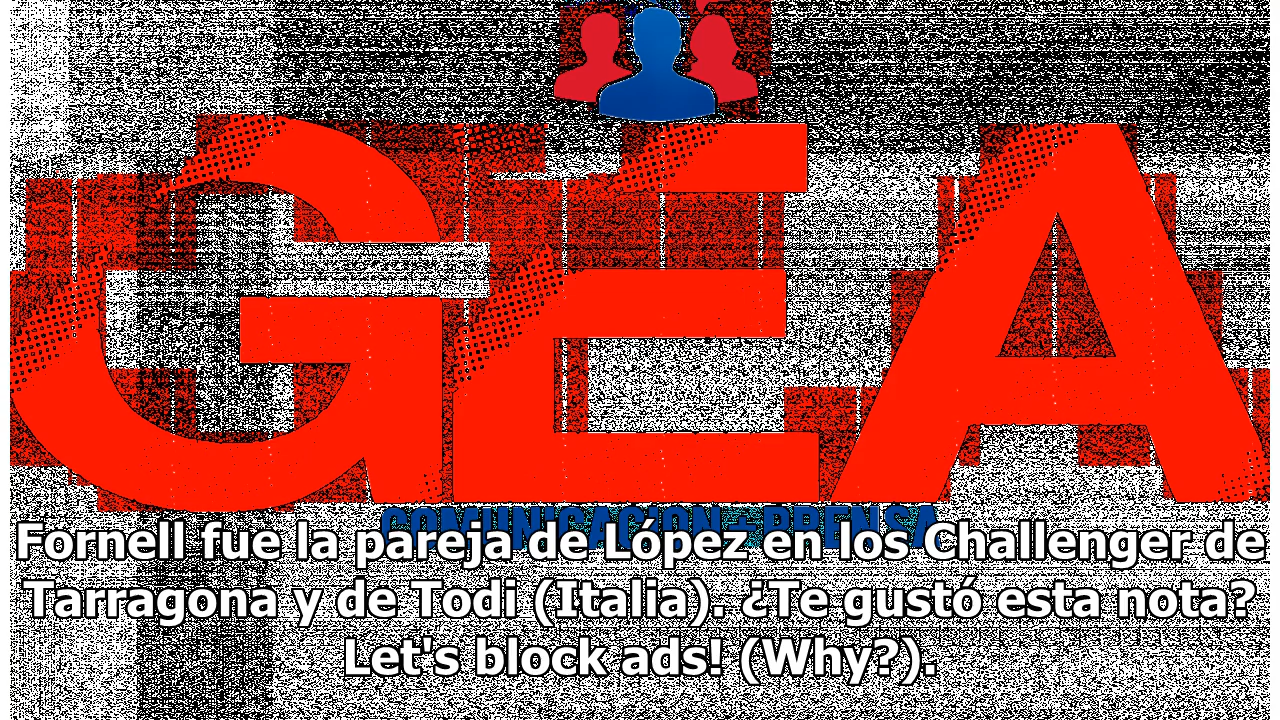 GEA
COMUNICACIÓN+PRENSA
Fornell fue la pareja de López en los Challenger de
Tarragona y de Todi (Italia). ¿Te gustó esta nota?
Let's block ads! (Why?).